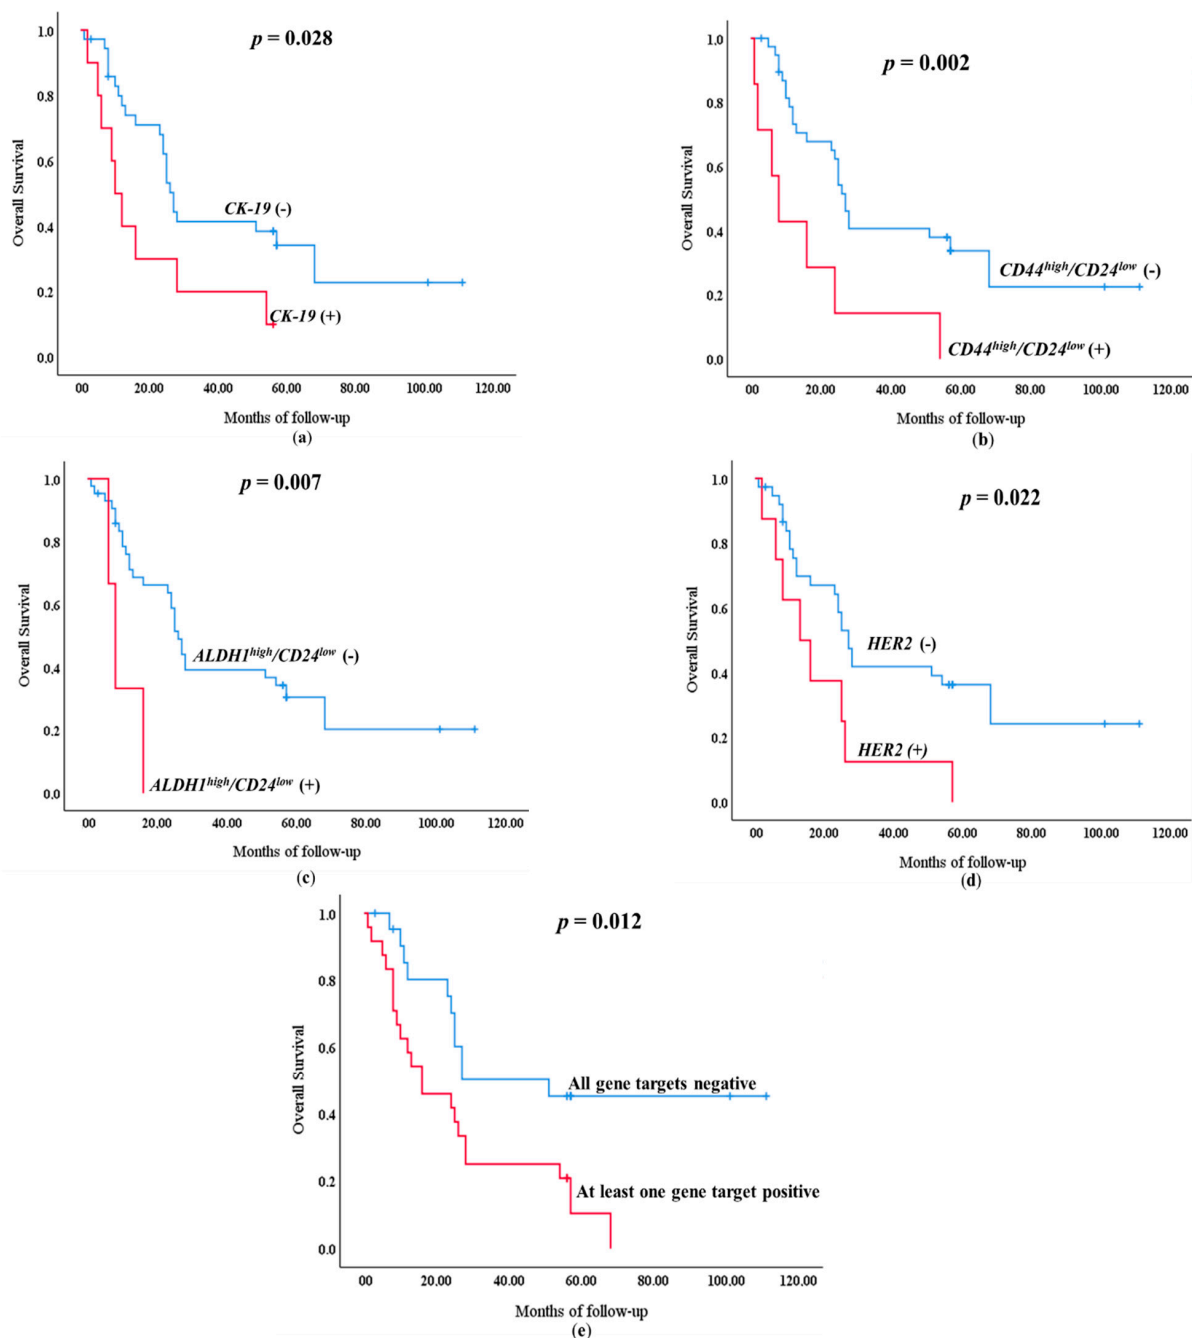 p = 0.028
1.0
0.8
0.6
0.4
0.2
0.0
Overall Survival
CK-19 (-)
CK-19 (+)
00 20.00 40.00 60.00 80.00 100.00 120.00
Months of follow-up
(a)
p = 0.002
1.0
0.8
0.6
0.4
0.2
0.0
Overall Survival
CD44high/CD24low (-)
CD44high/CD24low (+)
00 20.00 40.00 60.00 80.00 100.00 120.00
Months of follow-up
(b)
p = 0.007
1.0
0.8
0.6
0.4
0.2
0.0
Overall Survival
ALDH1high/CD24low (-)
ALDH1high/CD24low (+)
00 20.00 40.00 60.00 80.00 100.00 120.00
Months of follow-up
(c)
p = 0.022
1.0
0.8
0.6
0.4
0.2
0.0
Overall Survival
HER2 (-)
HER2 (+)
00 20.00 40.00 60.00 80.00 100.00 120.00
Months of follow-up
(d)
p = 0.012
1.0
0.8
0.6
0.4
0.2
0.0
Overall Survival
All gene targets negative
At least one gene target positive
00 20.00 40.00 60.00 80.00 100.00 120.00
Months of follow-up
(e)